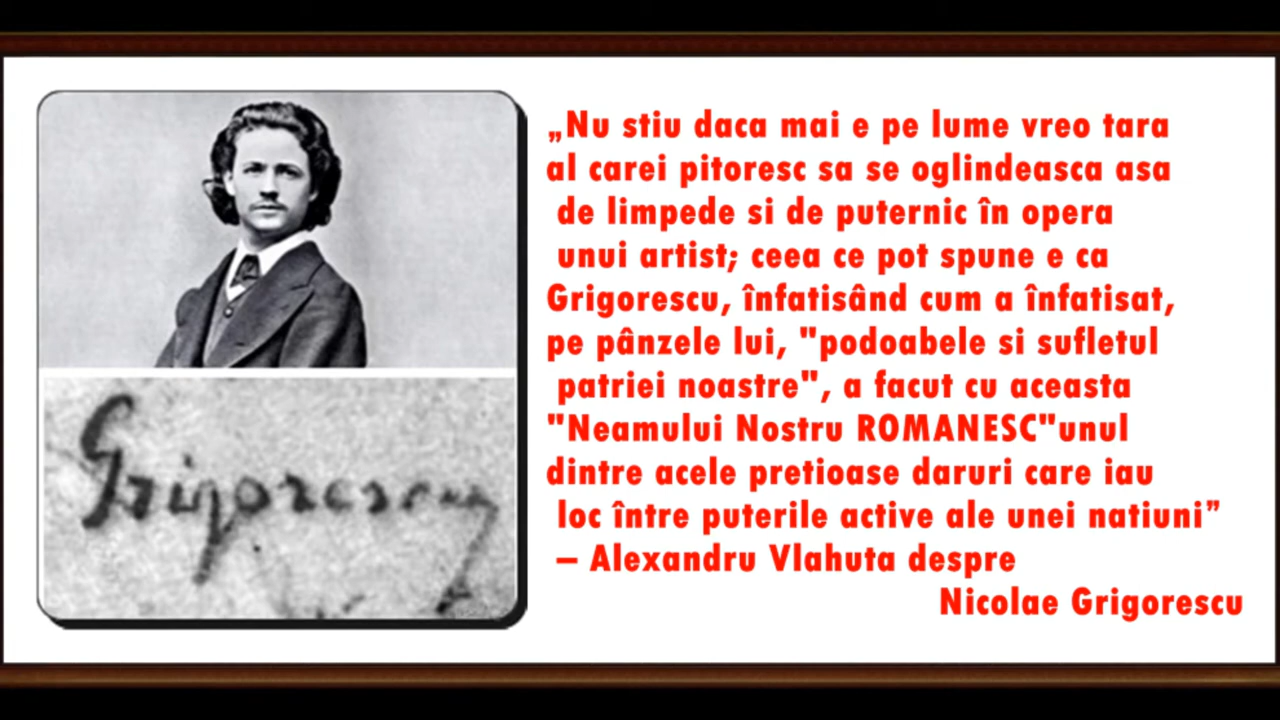 „Nu stiu daca mai e pe lume vreo tara
al carei pitoresc sa se oglindeasca asa
de limpede si de puternic în opera
unui artist; ceea ce pot spune e ca
Grigorescu, înfatisând cum a înfatisat,
pe pânzele lui, "podoabele si sufletul
patriei noastre", a facut cu aceasta
"Neamului Nostru ROMANESC"unul
dintre acele pretioase daruri care iau
loc între puterile active ale unei natiuni”
– Alexandru Vlahuta despre
Nicolae Grigorescu
Grigorescu